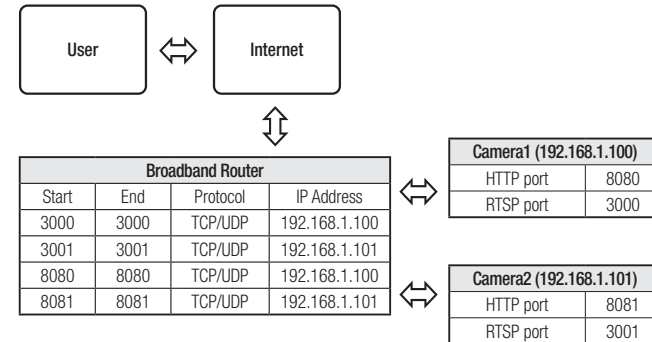 User
Internet
Broadband Router
Start End Protocol IP Address
3000 3000 TCP/UDP 192.168.1.100
3001 3001 TCP/UDP 192.168.1.101
8080 8080 TCP/UDP 192.168.1.100
8081 8081 TCP/UDP 192.168.1.101
Camera1 (192.168.1.100)
HTTP port 8080
RTSP port 3000
Camera2 (192.168.1.101)
HTTP port 8081
RTSP port 3001